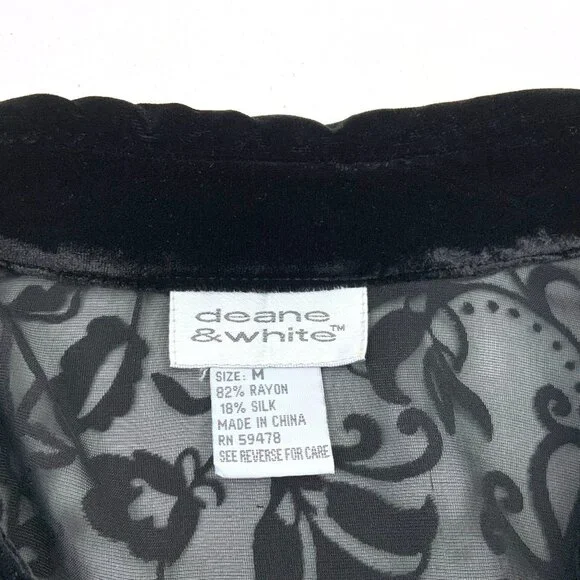 deane
&white™
SIZE: M
82% RAYON
18% SILK
MADE IN CHINA
RN 59478
SEE REVERSE FOR CARE